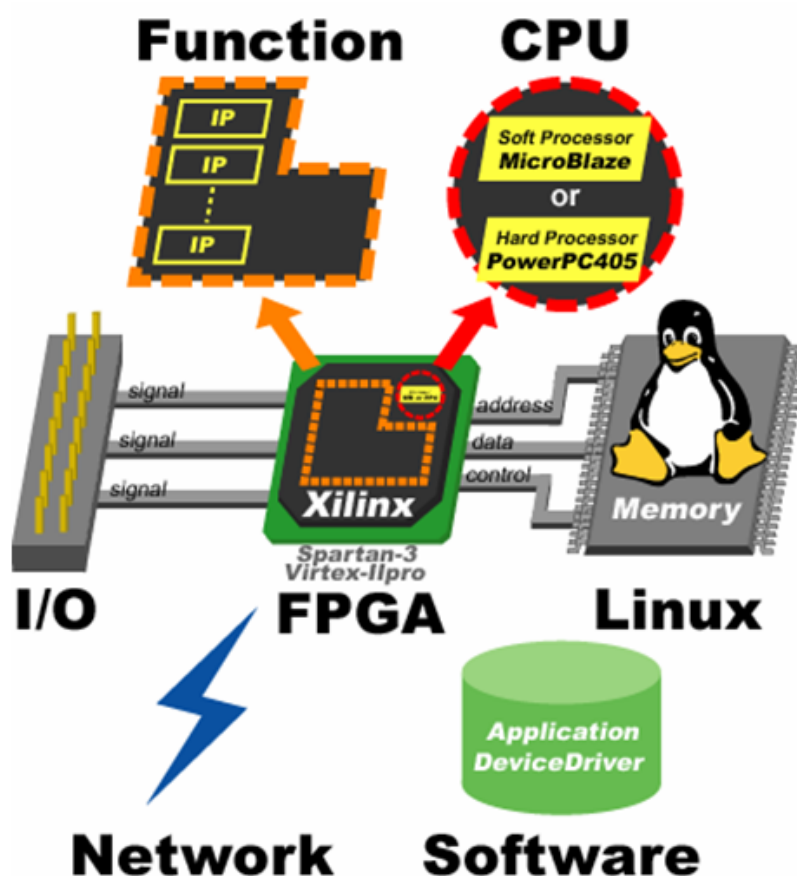 Function
CPU
IP
IP
IP
Soft Processor
MicroBlaze
or
Hard Processor
PowerPC405
signal
signal
signal
address
data
control
Xilinx
Memory
Spartan-3
Virtex-IIpro
I/O
FPGA
Linux
Application
DeviceDriver
Network
Software